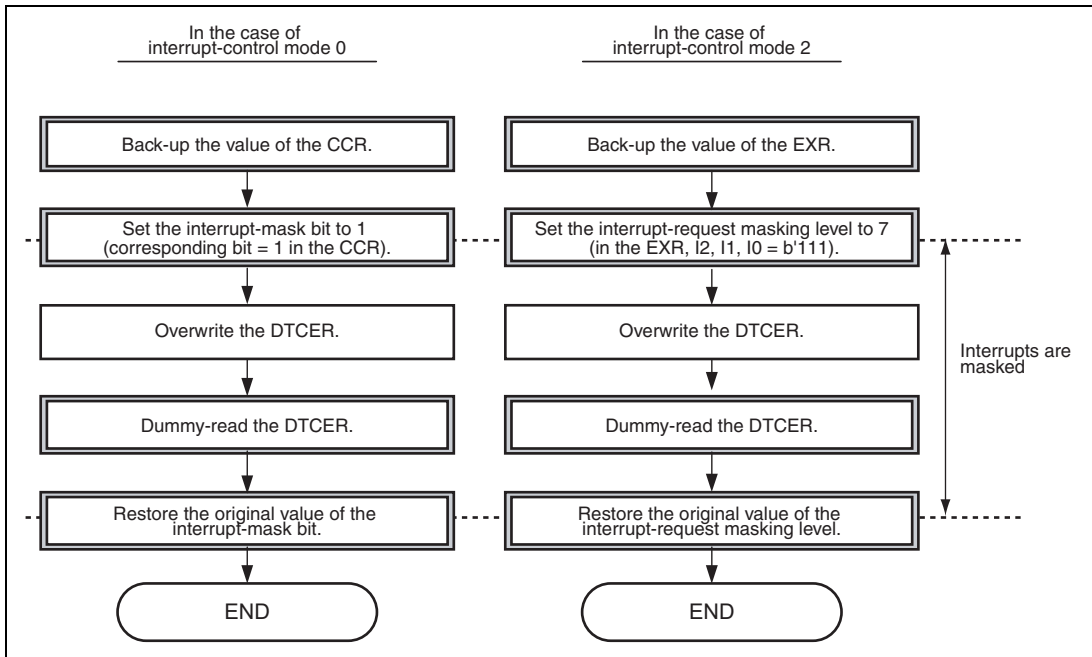 In the case of
interrupt-control mode 0
Back-up the value of the CCR.
Set the interrupt-mask bit to 1
(corresponding bit = 1 in the CCR).
Overwrite the DTCER.
Dummy-read the DTCER.
Restore the original value of the
interrupt-mask bit.
END
In the case of
interrupt-control mode 2
Back-up the value of the EXR.
Set the interrupt-request masking level to 7
(in the EXR, I2, I1, I0 = b'111).
Overwrite the DTCER.
Dummy-read the DTCER.
Restore the original value of the
interrupt-request masking level.
END
Interrupts are
masked